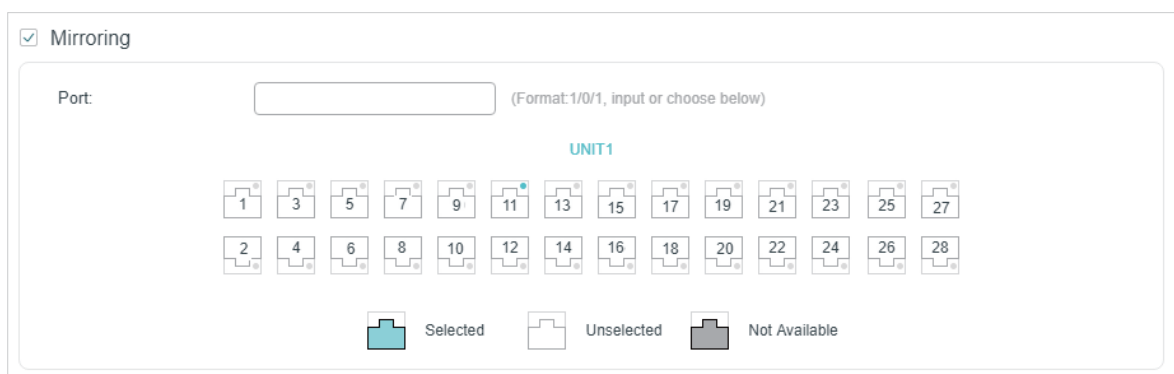 Mirroring
Port: (Format:1/0/1, input or choose below)
UNIT1
1 3 5 7 9 11 13 15 17 19 21 23 25 27
2 4 6 8 10 12 14 16 18 20 22 24 26 28
Selected Unselected Not Available